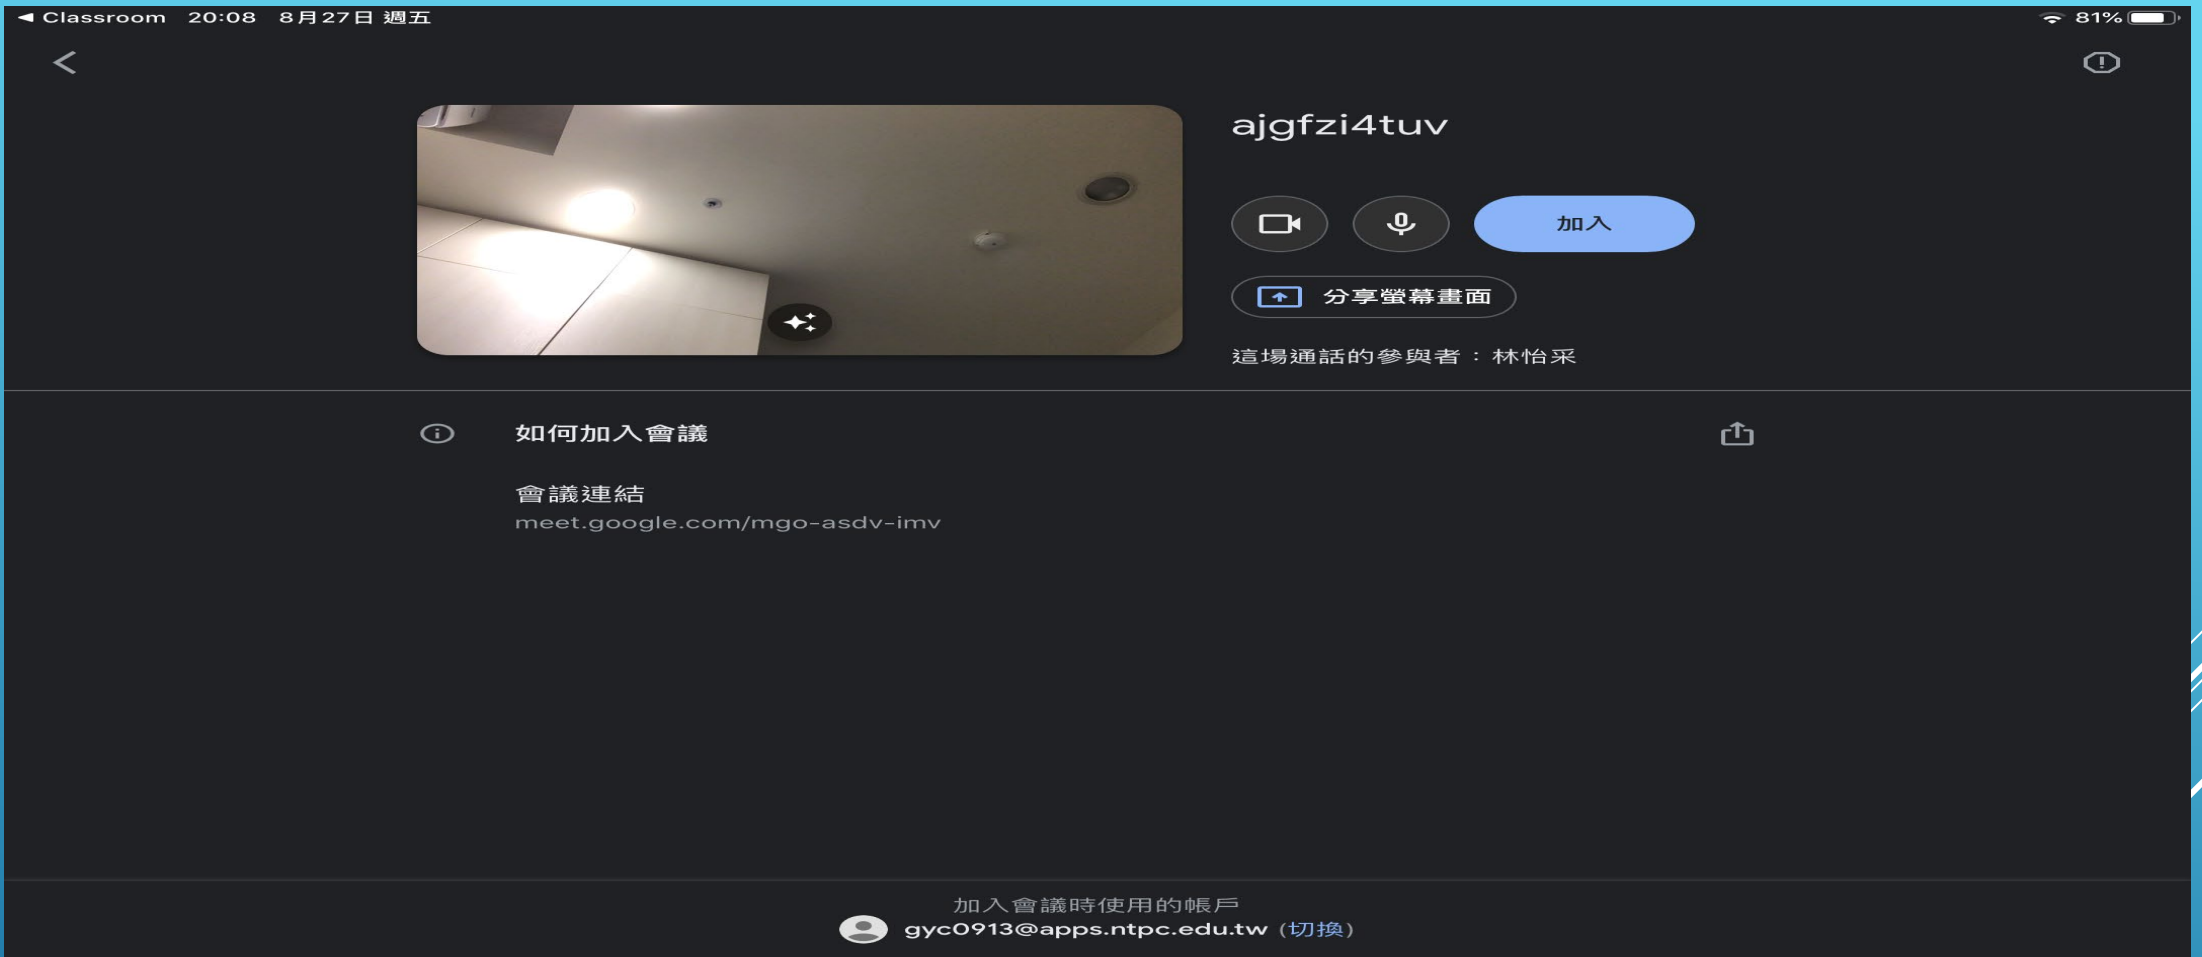 ◀ Classroom 20:08 8月27日 週五
81%
ajgfzi4tuv
加入
分享螢幕畫面
這場通話的參與者：林怡采
如何加入會議
會議連結
meet.google.com/mgo-asdv-imv
加入會議時使用的帳戶
gyc0913@apps.ntpc.edu.tw (切換)